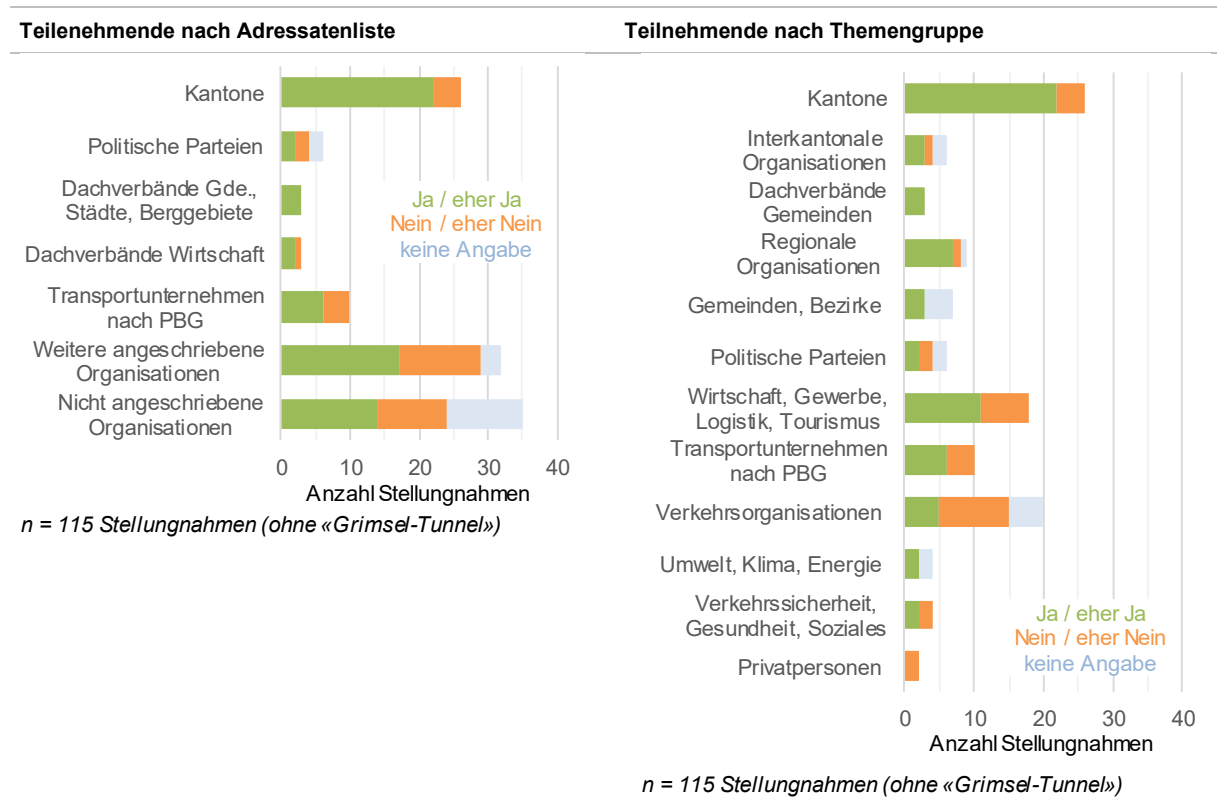 Teilenehmende nach Adressatenliste
Kantone
Politische Parteien
Dachverbände Gde.,
Städte, Berggebiete
Dachverbände Wirtschaft
Transportunternehmen
nach PBG
Weitere angeschriebene
Organisationen
Nicht angeschriebene
Organisationen
Ja / eher Ja
Nein / eher Nein
keine Angabe
0 10 20 30 40
Anzahl Stellungnahmen
n = 115 Stellungnahmen (ohne «Grimsel-Tunnel»)
Teilnehmende nach Themengruppe
Kantone
Interkantonale
Organisationen
Dachverbände
Gemeinden
Regionale
Organisationen
Gemeinden, Bezirke
Politische Parteien
Wirtschaft, Gewerbe,
Logistik, Tourismus
Transportunternehmen
nach PBG
Verkehrsorganisationen
Umwelt, Klima, Energie
Verkehrssicherheit,
Gesundheit, Soziales
Privatpersonen
Ja / eher Ja
Nein / eher Nein
keine Angabe
0 10 20 30 40
Anzahl Stellungnahmen
n = 115 Stellungnahmen (ohne «Grimsel-Tunnel»)